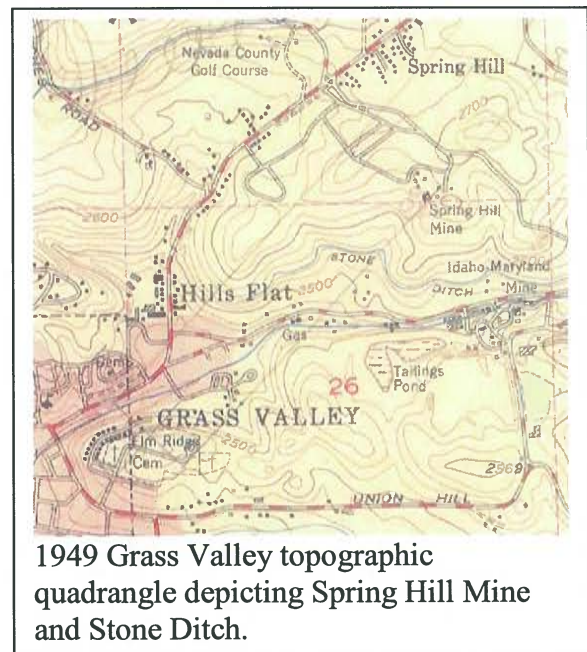 Nevada County
Golf Course
Spring Hill
ROAD
2700
Spring Hill
Mine
2600
STONE
DITCH
Idaho-Maryland
Mine
Hills Flat
2500
Gas
Tailings
Pond
26
GRASS VALLEY
Elm Ridge
Cem
2500
2569
UNION HILL
1949 Grass Valley topographic
quadrangle depicting Spring Hill Mine
and Stone Ditch.